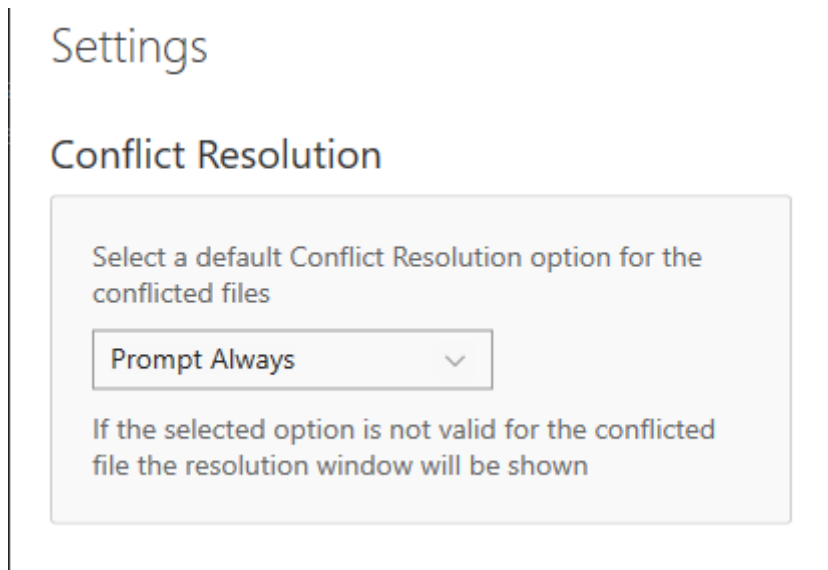 Settings
Conflict Resolution
Select a default Conflict Resolution option for the
conflicted files
Prompt Always
If the selected option is not valid for the conflicted
file the resolution window will be shown